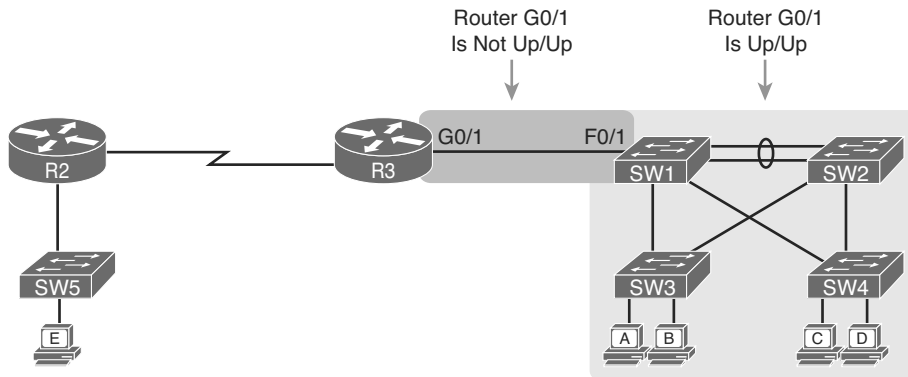 Router G0/1
Is Not Up/Up
Router G0/1
Is Up/Up
G0/1
F0/1
R2
R3
SW1
SW2
SW5
SW3
SW4
E
A
B
C
D